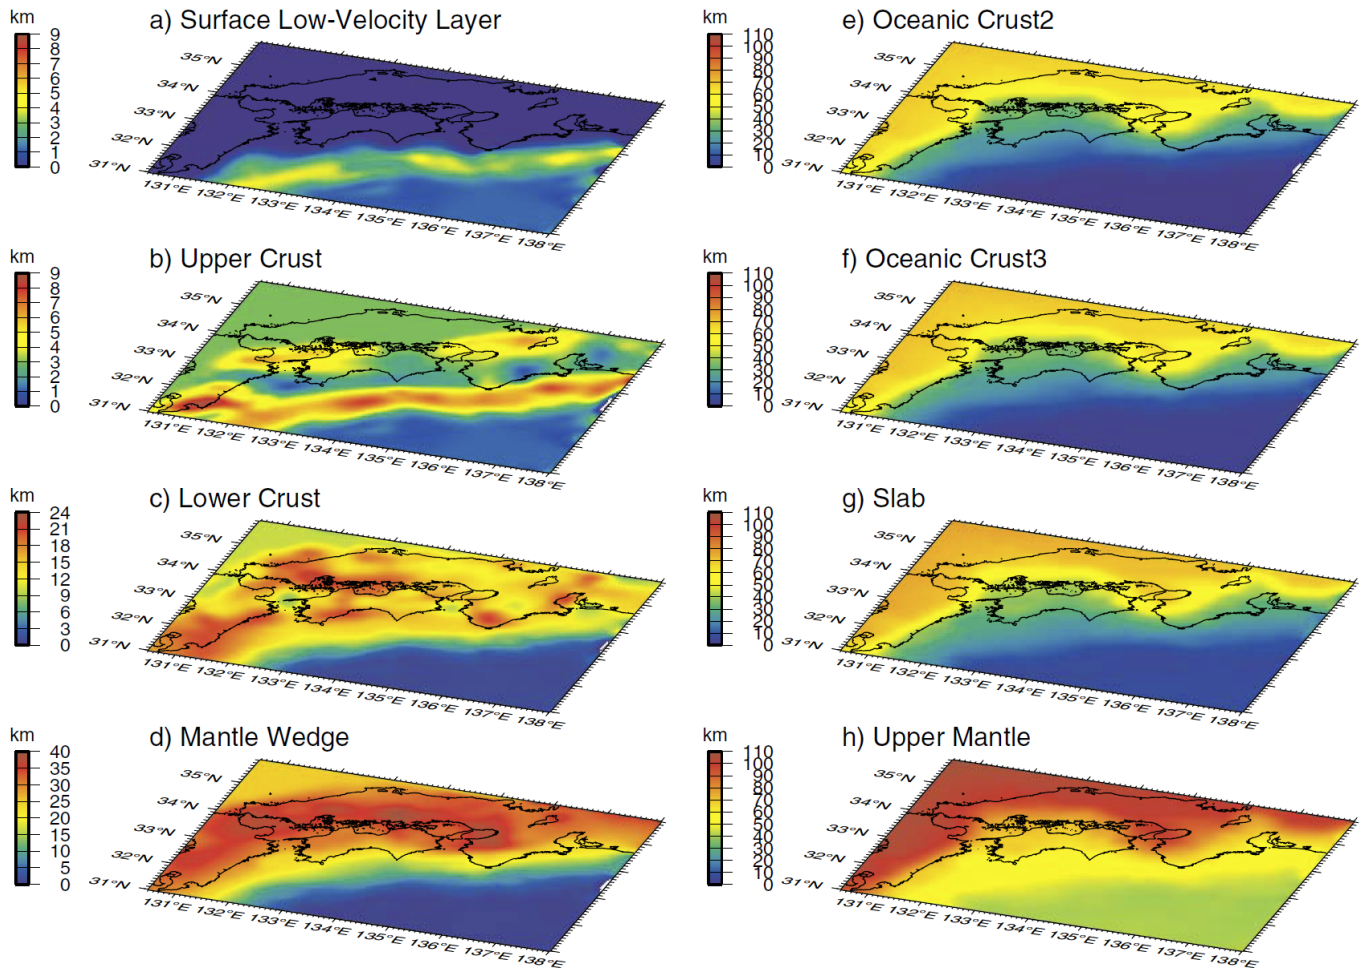 km
a) Surface Low-Velocity Layer
9
8
7
6
5
4
3
2
1
0
35°N
34°N
33°N
32°N
31°N
131°E 132°E 133°E 134°E 135°E 136°E 137°E 138°E
km
b) Upper Crust
9
8
7
6
5
4
3
2
1
0
35°N
34°N
33°N
32°N
31°N
131°E 132°E 133°E 134°E 135°E 136°E 137°E 138°E
km
c) Lower Crust
24
21
18
15
12
9
6
3
0
35°N
34°N
33°N
32°N
31°N
131°E 132°E 133°E 134°E 135°E 136°E 137°E 138°E
km
d) Mantle Wedge
40
35
30
25
20
15
10
5
0
35°N
34°N
33°N
32°N
31°N
131°E 132°E 133°E 134°E 135°E 136°E 137°E 138°E
km
e) Oceanic Crust2
110
100
90
80
70
60
50
40
30
20
10
0
35°N
34°N
33°N
32°N
31°N
131°E 132°E 133°E 134°E 135°E 136°E 137°E 138°E
km
f) Oceanic Crust3
110
100
90
80
70
60
50
40
30
20
10
0
35°N
34°N
33°N
32°N
31°N
131°E 132°E 133°E 134°E 135°E 136°E 137°E 138°E
km
g) Slab
110
100
90
80
70
60
50
40
30
20
10
0
35°N
34°N
33°N
32°N
31°N
131°E 132°E 133°E 134°E 135°E 136°E 137°E 138°E
km
h) Upper Mantle
110
100
90
80
70
60
50
40
30
20
10
0
35°N
34°N
33°N
32°N
31°N
131°E 132°E 133°E 134°E 135°E 136°E 137°E 138°E